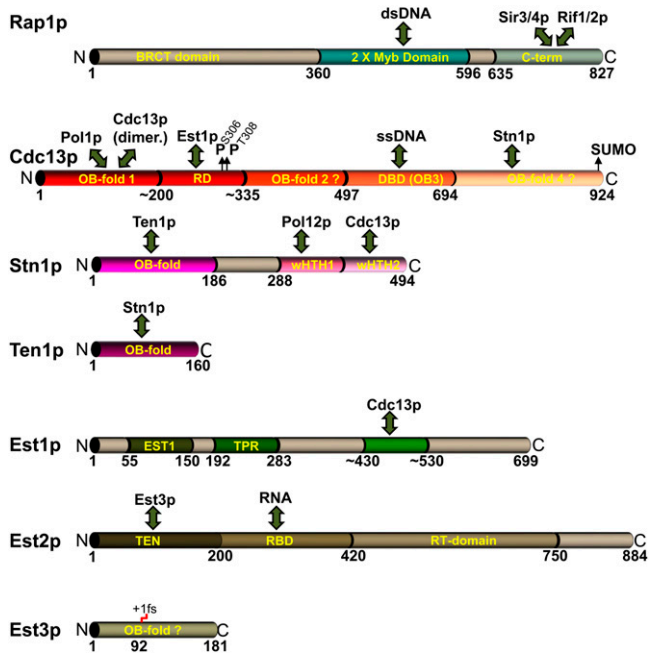 Rap1p
dsDNA
Sir3/4p Rif1/2p
N BRCT domain 2 X Myb Domain C-term C
1 360 596 635 827
Cdc13p
Pol1p
Cdc13p
(dimer.)
Est1p
P S306
P T308
ssDNA
Stn1p
SUMO
N OB-fold 1 RD OB-fold 2 ? DBD (OB3) OB-fold 4 ? C
1 ~200 ~335 497 694 924
Ten1p Pol12p Cdc13p
Stn1p N OB-fold wHTH1 wHTH2 C
1 186 288 494
Stn1p
Ten1p N OB-fold C
1 160
Cdc13p
Est1p N EST1 TPR C
1 55 150 192 283 ~430 ~530 699
Est3p RNA
Est2p N TEN RBD RT-domain C
1 200 420 750 884
+1fs
Est3p N OB-fold ? C
1 92 181